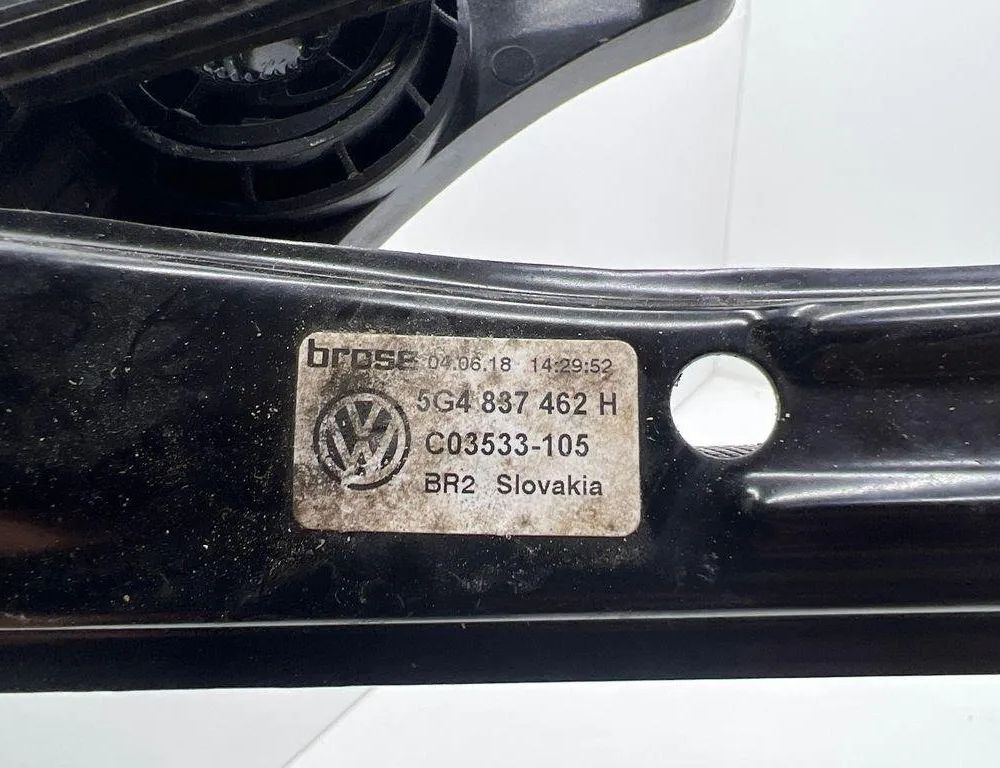 brose 04.06.18 14:29:52
5G4 837 462 H
C03533-105
BR2 Slovakia